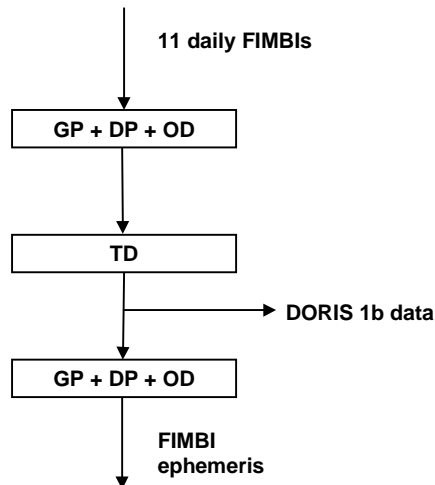 11 daily FIMBIs
GP + DP + OD
TD
DORIS 1b data
GP + DP + OD
FIMBI
ephemeris